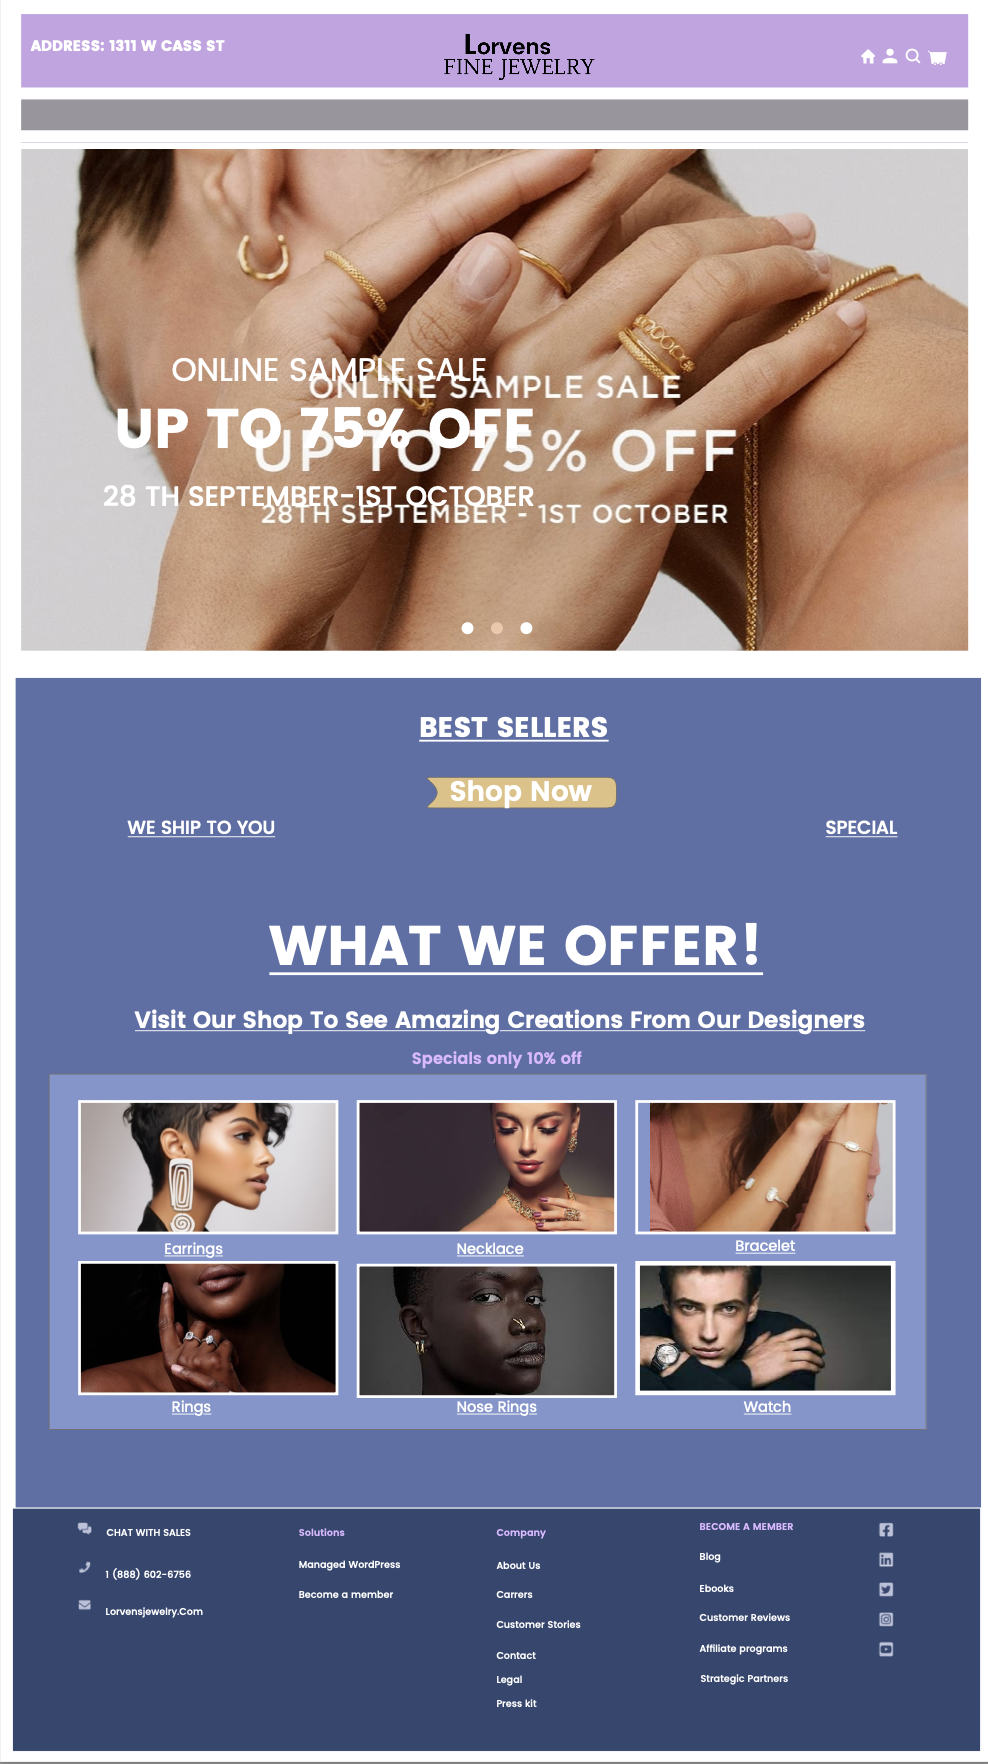 ADDRESS: 1311 W CASS ST
Lorvens
FINE JEWELRY
ONLINE SAMPLE SALE
UP TO 75% OFF
28 TH SEPTEMBER-1ST OCTOBER
ONLINE SAMPLE SALE
UP TO 75% OFF
28TH SEPTEMBER - 1ST OCTOBER
BEST SELLERS
Shop Now
WE SHIP TO YOU
SPECIAL
WHAT WE OFFER!
Visit Our Shop To See Amazing Creations From Our Designers
Specials only 10% off
Earrings
Necklace
Bracelet
Rings
Nose Rings
Watch
CHAT WITH SALES
1 (888) 602-6756
Lorvensjewelry.Com
Solutions
Managed WordPress
Become a member
Company
About Us
Carrers
Customer Stories
Contact
Legal
Press kit
BECOME A MEMBER
Blog
Ebooks
Customer Reviews
Affiliate programs
Strategic Partners